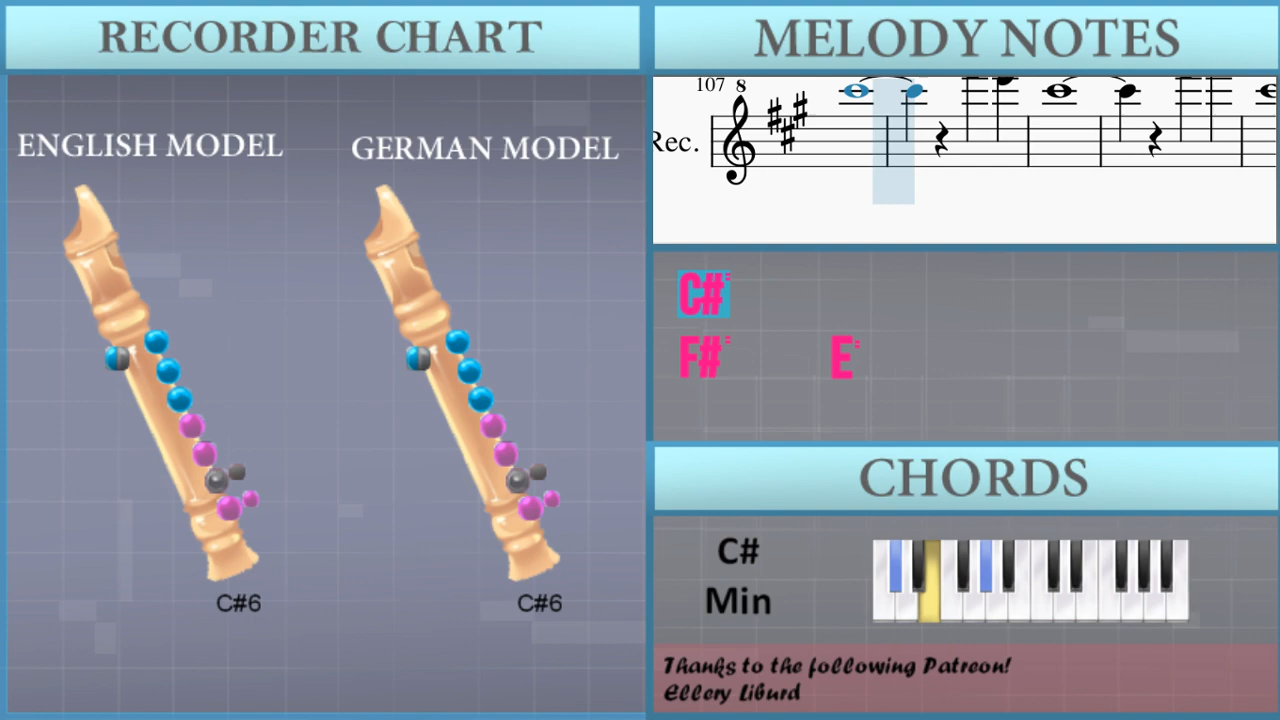 RECORDER CHART
MELODY NOTES
ENGLISH MODEL
GERMAN MODEL
107
8
Rec.
C#
F# E
CHORDS
C#
Min
C#6
C#6
Thanks to the following Patreon!
Ellery Liburd